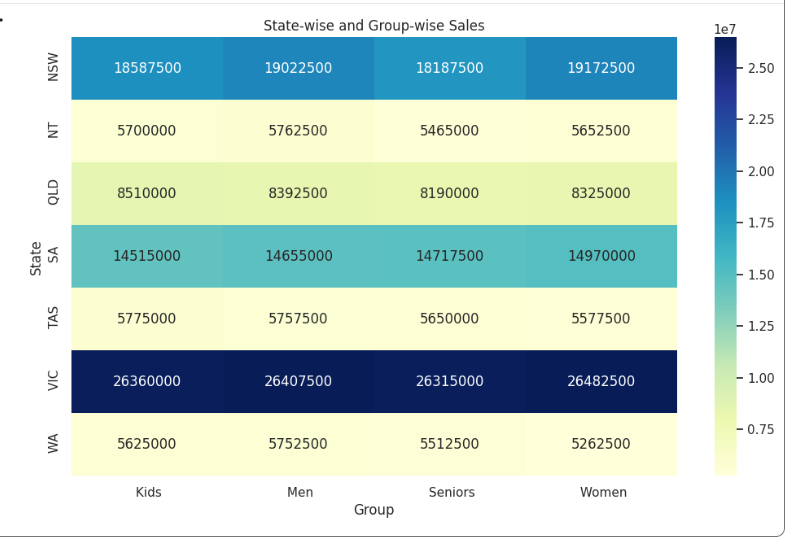 State-wise and Group-wise Sales
1e7
NSW 18587500 19022500 18187500 19172500
NT 5700000 5762500 5465000 5652500
QLD 8510000 8392500 8190000 8325000
SA 14515000 14655000 14717500 14970000
TAS 5775000 5757500 5650000 5577500
VIC 26360000 26407500 26315000 26482500
WA 5625000 5752500 5512500 5262500
State
Kids Men Seniors Women
Group
2.50
2.25
2.00
1.75
1.50
1.25
1.00
0.75